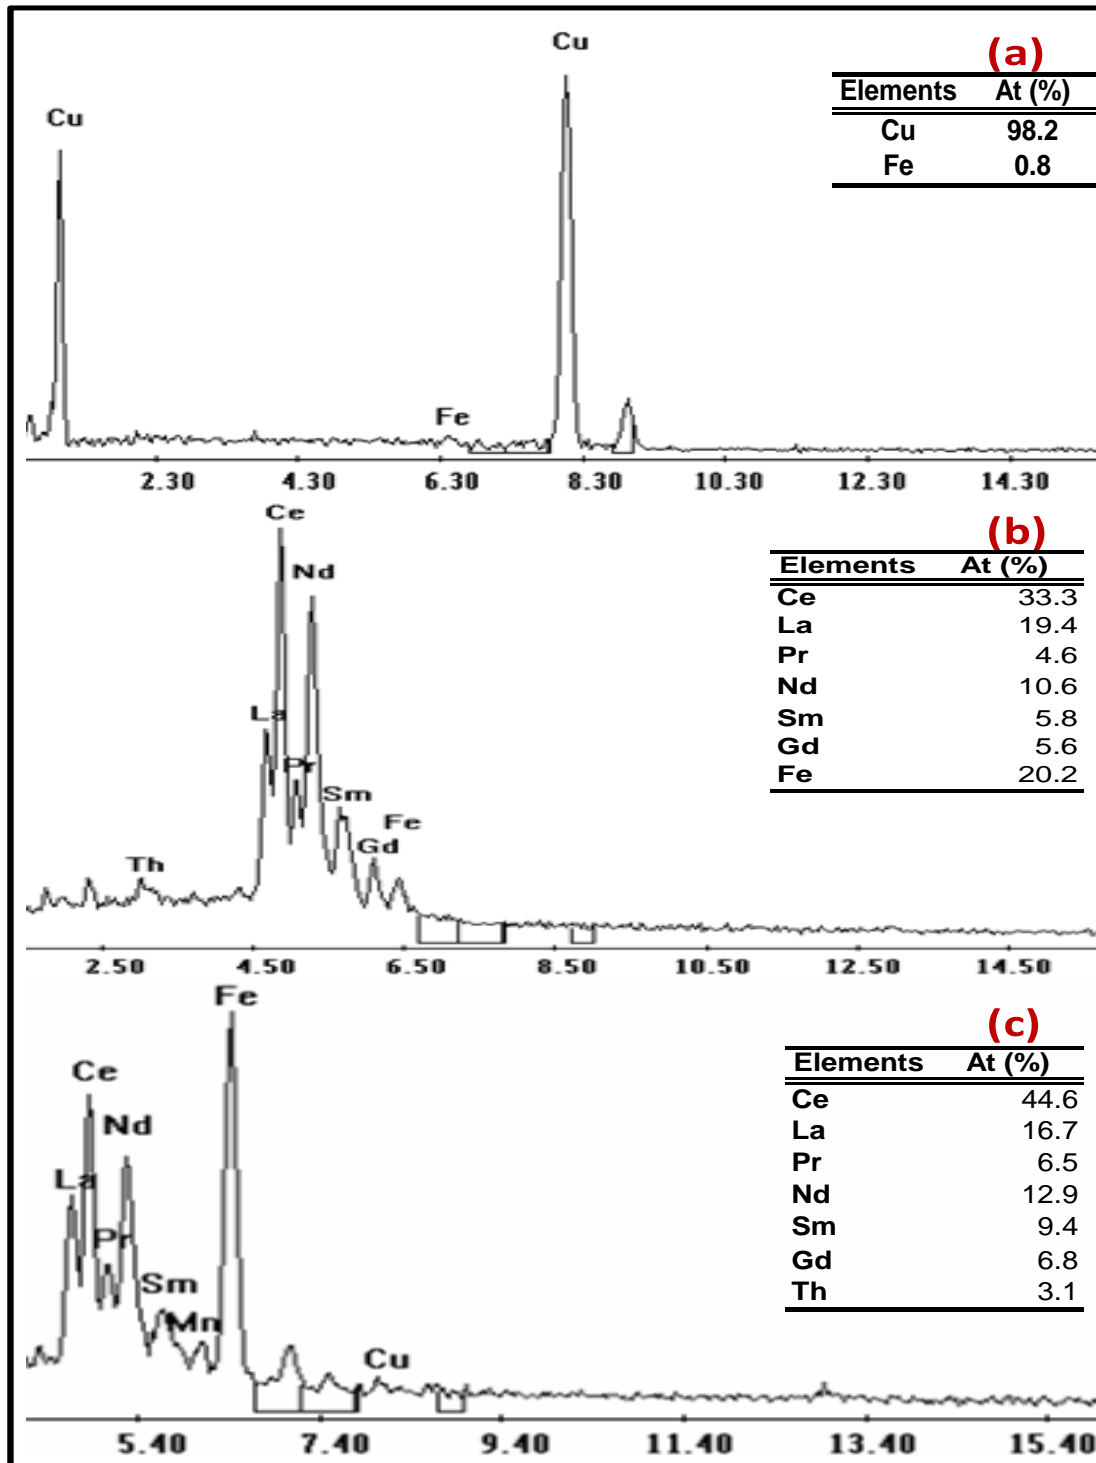 Cu
Cu
(a)
Elements At (%)
Cu 98.2
Fe 0.8
Fe
2.30 4.30 6.30 8.30 10.30 12.30 14.30
Ce
Nd
La
Pr
Sm
Fe
Gd
Th
(b)
Elements At (%)
Ce 33.3
La 19.4
Pr 4.6
Nd 10.6
Sm 5.8
Gd 5.6
Fe 20.2
2.50 4.50 6.50 8.50 10.50 12.50 14.50
Fe
Ce
Nd
La
Pr
Sm
Mn
Cu
(c)
Elements At (%)
Ce 44.6
La 16.7
Pr 6.5
Nd 12.9
Sm 9.4
Gd 6.8
Th 3.1
5.40 7.40 9.40 11.40 13.40 15.40